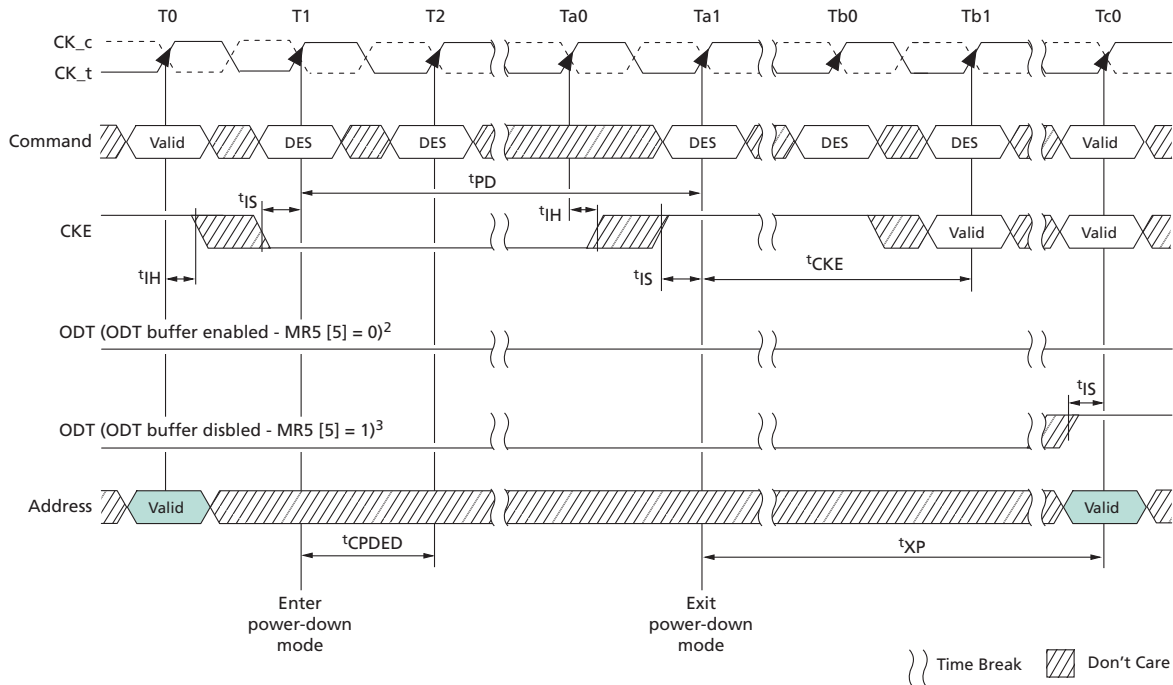 T0 T1 T2 Ta0 Ta1 Tb0 Tb1 Tc0
CK_c
CK_t
Command Valid DES DES DES DES DES Valid
tPD
tIS
tIH
CKE Valid Valid
tIH
tIS
tCKE
ODT (ODT buffer enabled - MR5 [5] = 0)2
tIS
ODT (ODT buffer disbled - MR5 [5] = 1)3
Address Valid Valid
tCPDED
tXP
Enter
power-down
mode
Exit
power-down
mode
Time Break
Don't Care